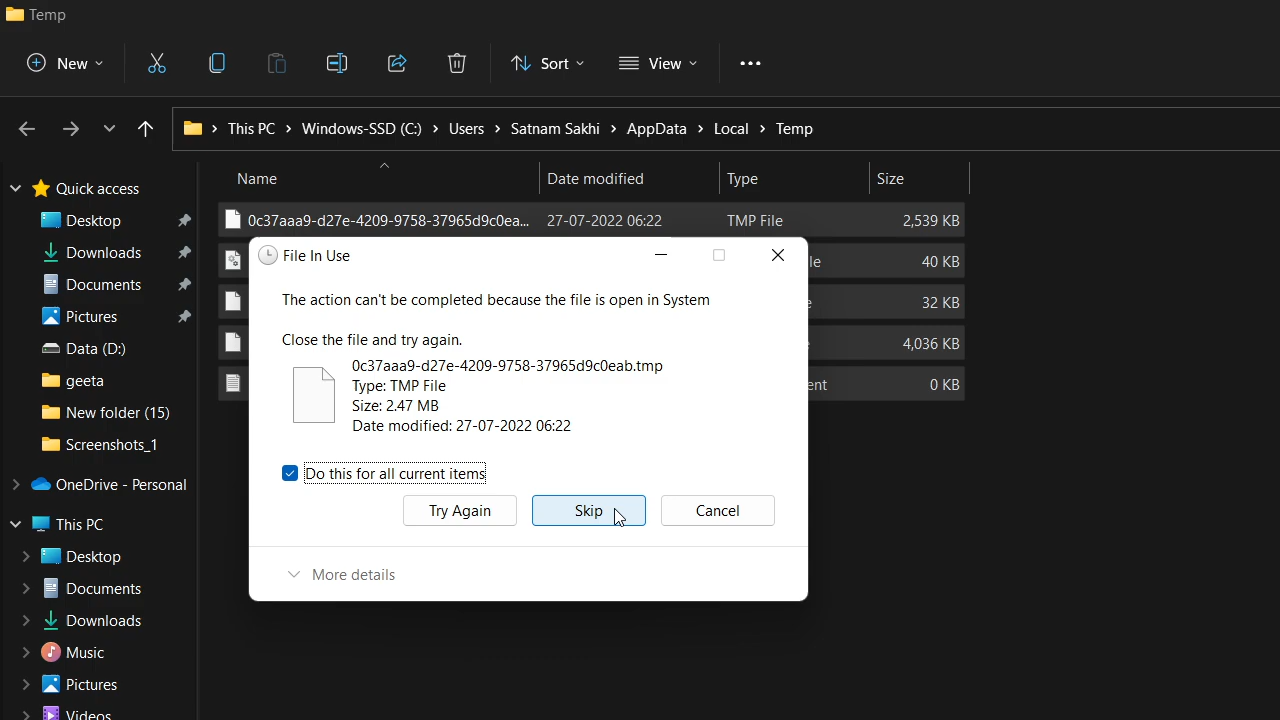 Temp
New
Sort
View
This PC > Windows-SSD (C:) > Users > Satnam Sakhi > AppData > Local > Temp
Name
Date modified
Type
Size
Quick access
Desktop
Downloads
Documents
Pictures
Data (D:)
geeta
New folder (15)
Screenshots_1
OneDrive - Personal
This PC
Desktop
Documents
Downloads
Music
Pictures
Videos
0c37aaa9-d27e-4209-9758-37965d9c0ea... 27-07-2022 06:22 TMP File 2,539 KB
le 40 KB
e 32 KB
e 4,036 KB
ent 0 KB
File In Use
The action can't be completed because the file is open in System
Close the file and try again.
0c37aaa9-d27e-4209-9758-37965d9c0eab.tmp
Type: TMP File
Size: 2.47 MB
Date modified: 27-07-2022 06:22
Do this for all current items
Try Again
Skip
Cancel
More details